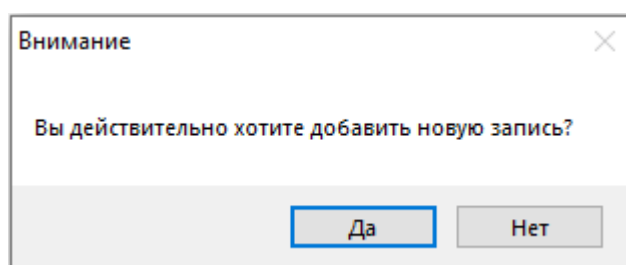 Внимание
Вы действительно хотите добавить новую запись?
Да
Нет